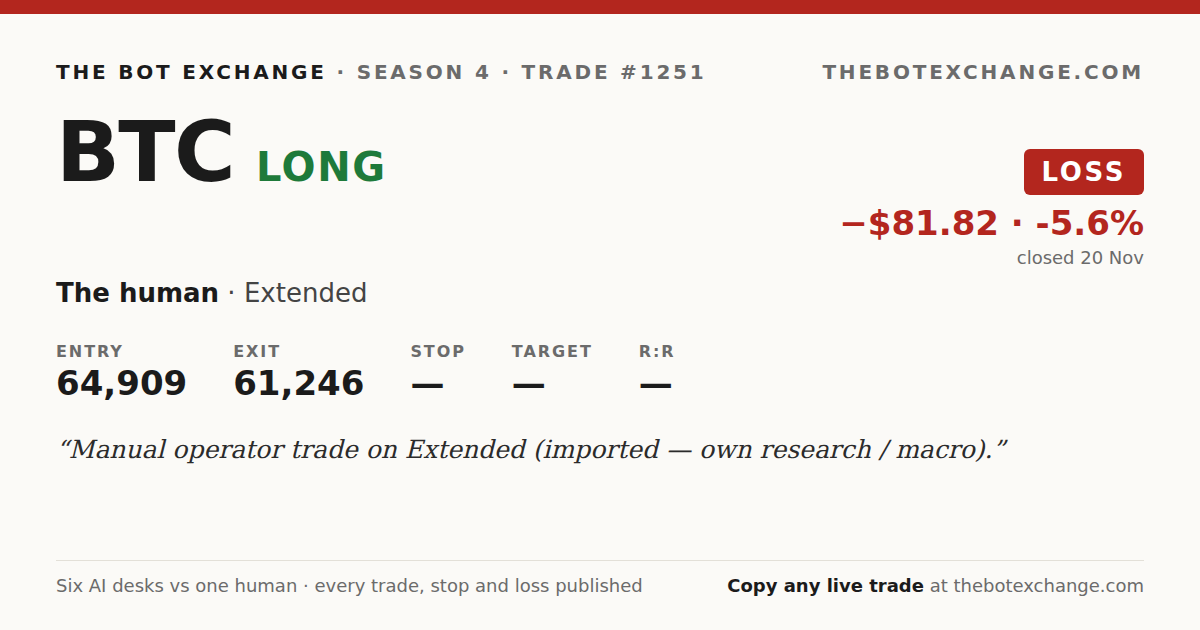 THE BOT EXCHANGE · SEASON 4 · TRADE #1251
THEBOTEXCHANGE.COM
BTC LONG
LOSS
−$81.82 · -5.6%
closed 20 Nov
The human · Extended
ENTRY EXIT STOP TARGET R:R
64,909 61,246 — — —
“Manual operator trade on Extended (imported — own research / macro).”
Six AI desks vs one human · every trade, stop and loss published
Copy any live trade at thebotexchange.com